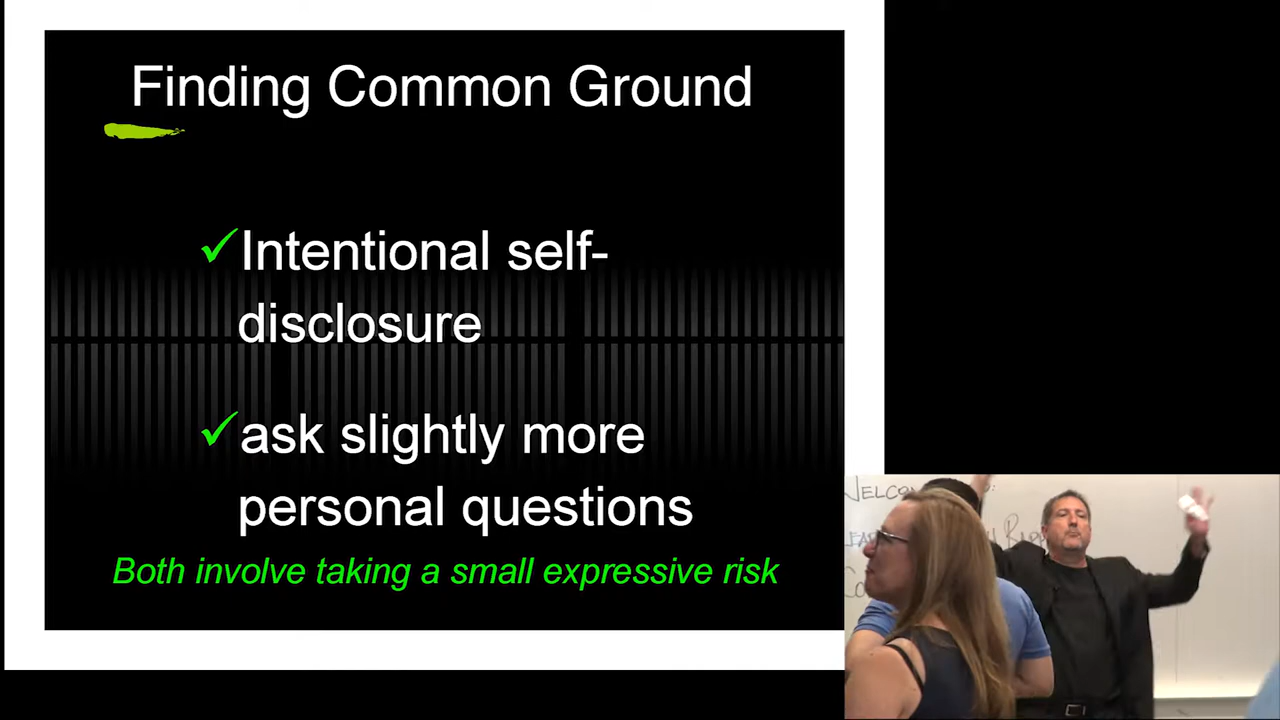 Finding Common Ground
✓Intentional self-
disclosure
✓ask slightly more
personal questions
Both involve taking a small expressive risk